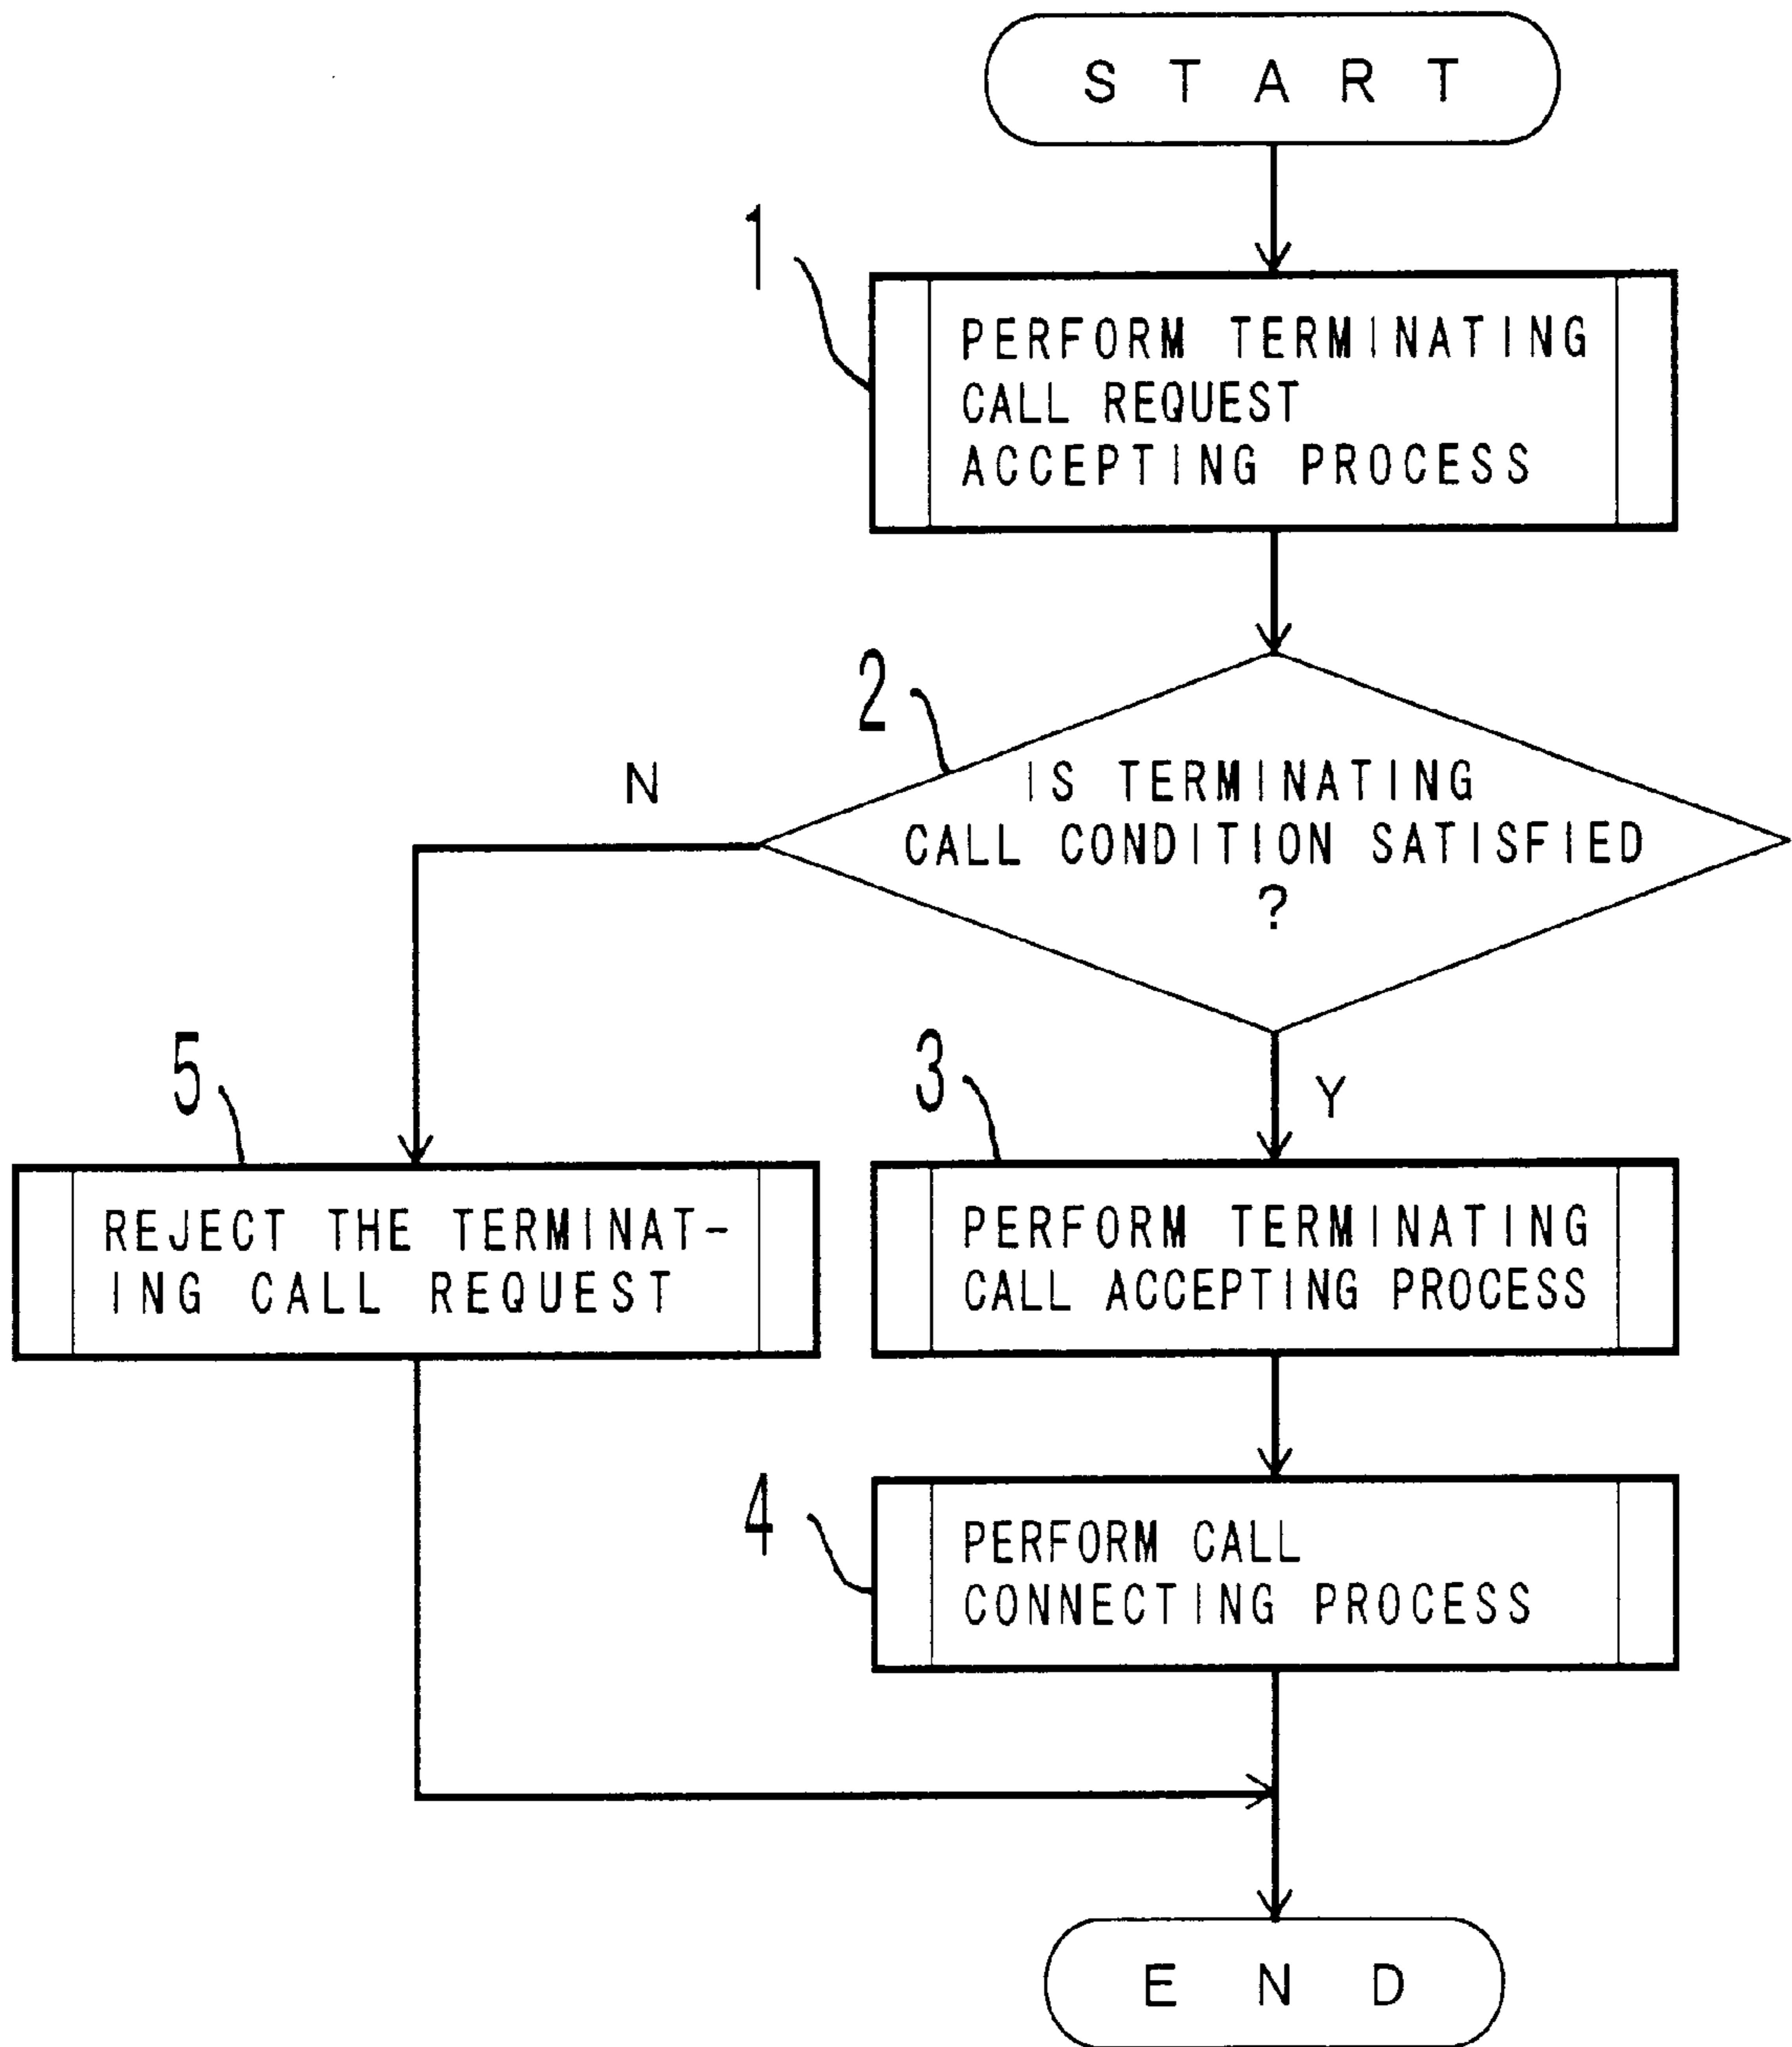 START
1
PERFORM TERMINATING
CALL REQUEST
ACCEPTING PROCESS
2
N
IS TERMINATING
CALL CONDITION SATISFIED
?
Y
5
REJECT THE TERMINAT-
ING CALL REQUEST
3
PERFORM TERMINATING
CALL ACCEPTING PROCESS
4
PERFORM CALL
CONNECTING PROCESS
END